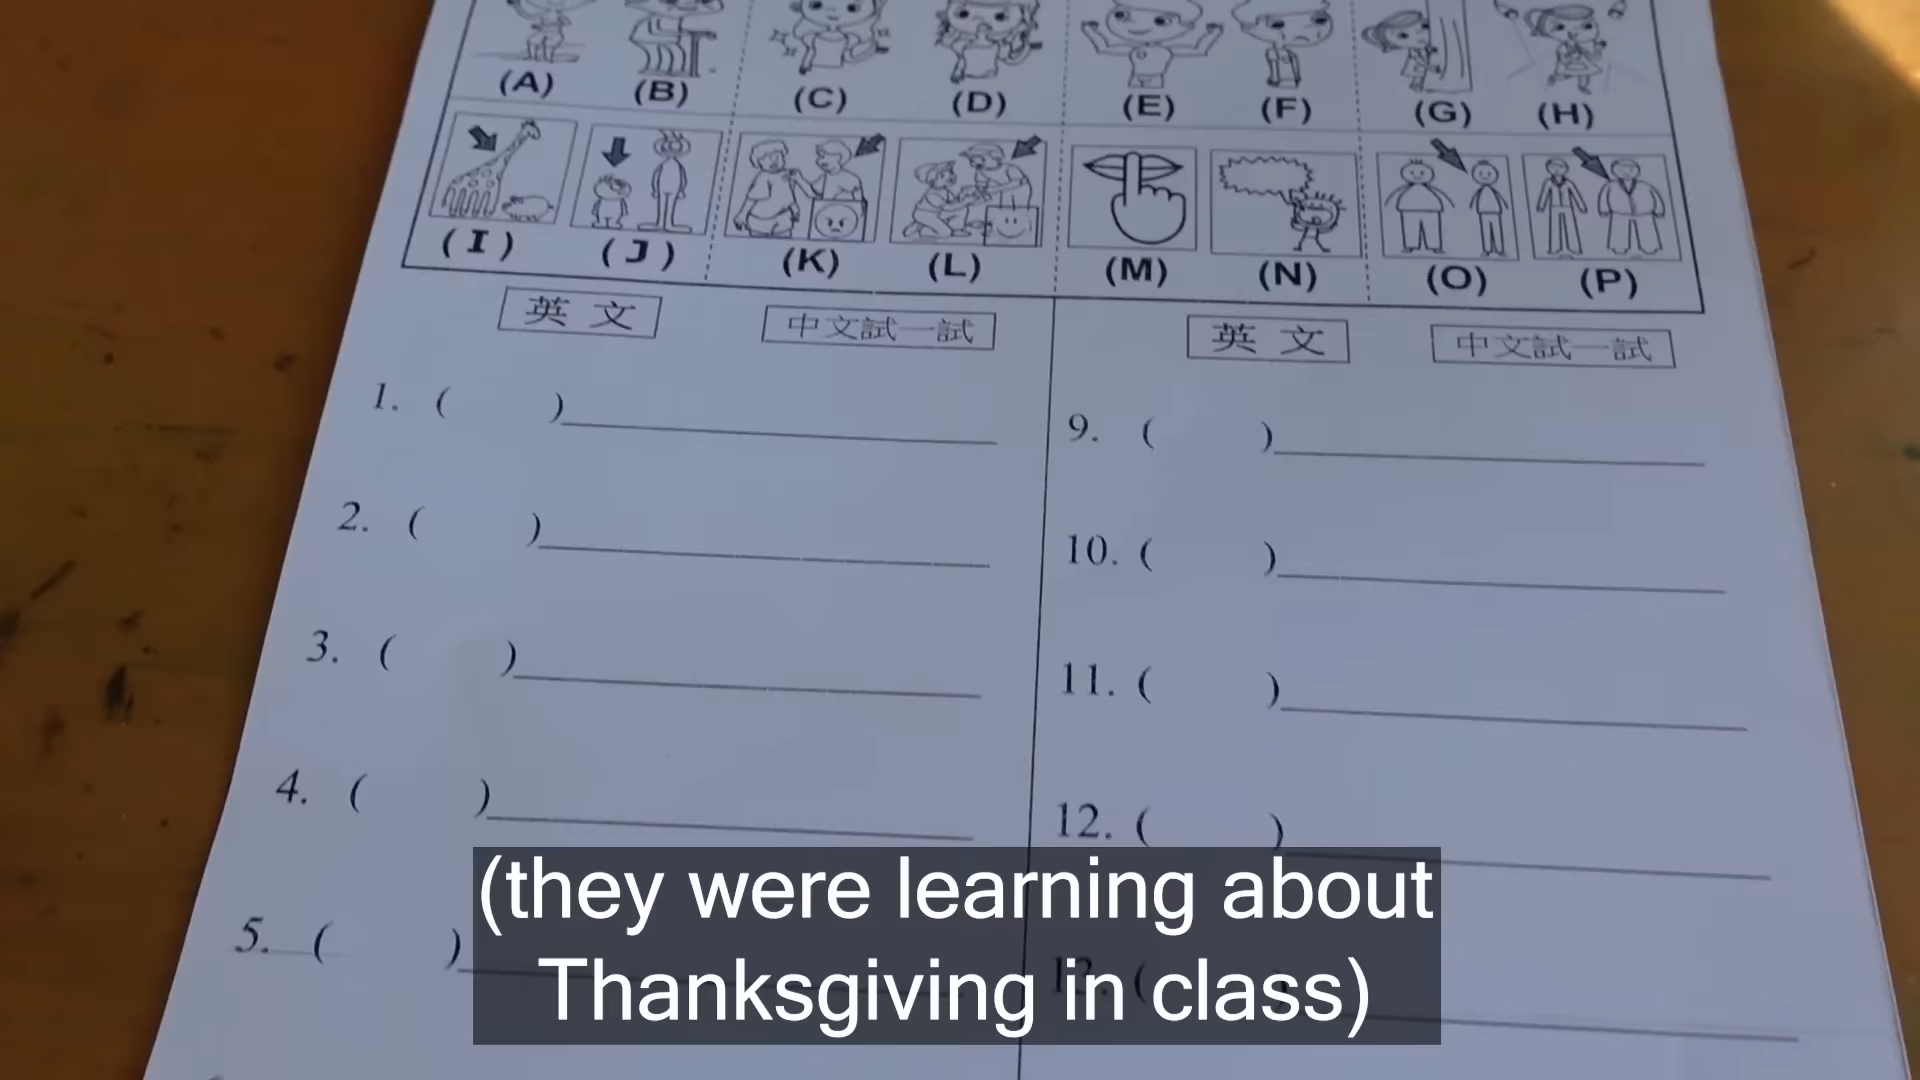 (A) (B) (C) (D) (E) (F) (G) (H)
(I) (J) (K) (L) (M) (N) (O) (P)
英文 中文試一試 英文 中文試一試
1. ( ) 9. ( )
2. ( ) 10. ( )
3. ( ) 11. ( )
4. ( ) 12. ( )
5. ( ) 13. (
(they were learning about
Thanksgiving in class)